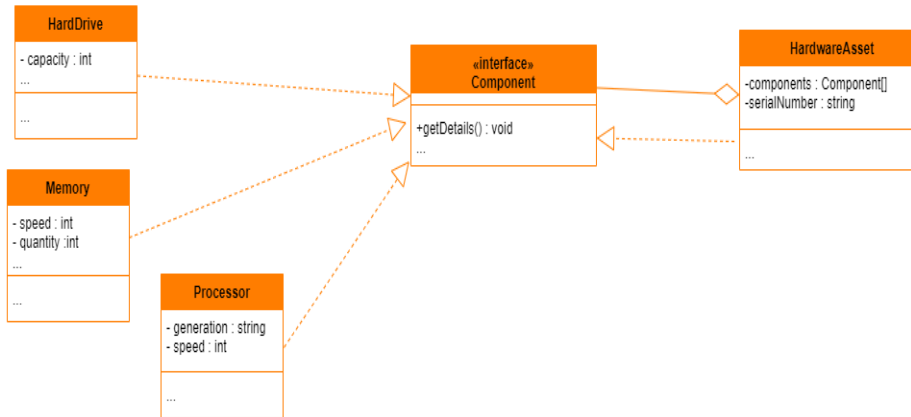 HardDrive
- capacity : int
...
...
«interface»
Component
+getDetails() : void
...
HardwareAsset
-components : Component[]
-serialNumber : string
...
Memory
- speed : int
- quantity :int
...
...
Processor
- generation : string
- speed : int
...